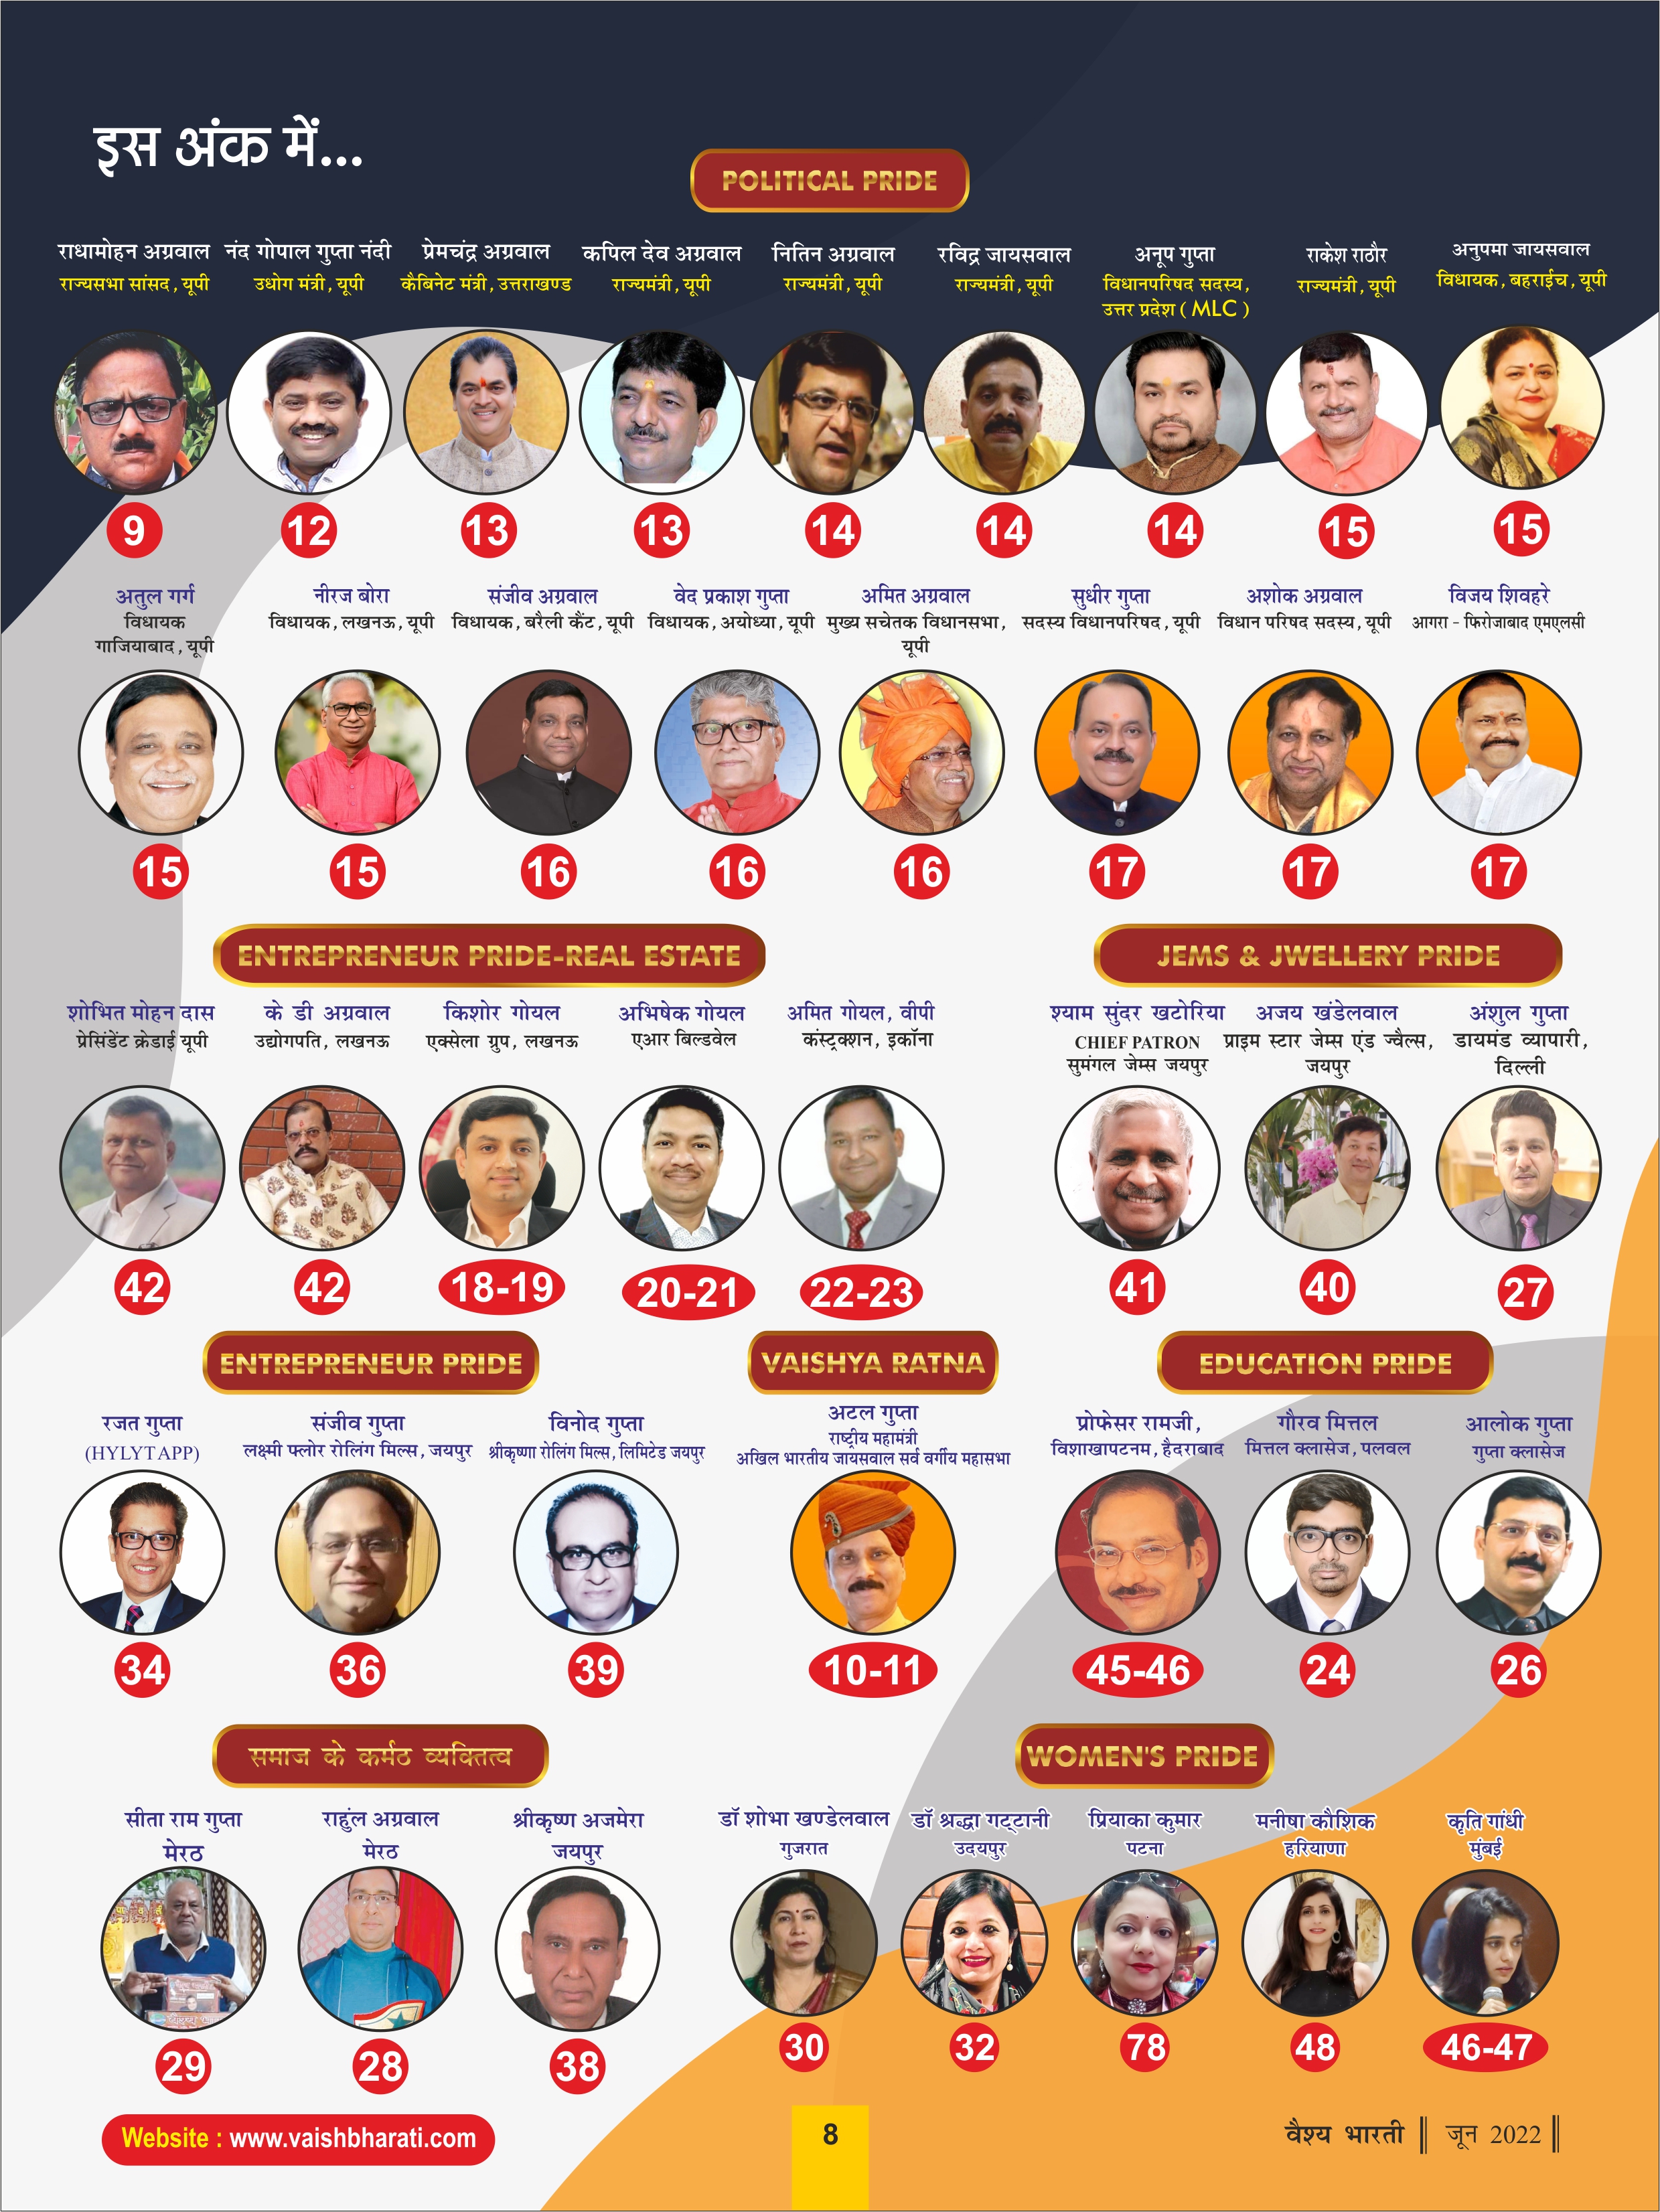 इस अंक में...
POLITICAL PRIDE
राधामोहन अग्रवाल
राज्यसभा सांसद, यूपी
9
नंद गोपाल गुप्ता नंदी
उधोग मंत्री, यूपी
12
प्रेमचंद्र अग्रवाल
कैबिनेट मंत्री, उत्तराखण्ड
13
कपिल देव अग्रवाल
राज्यमंत्री, यूपी
13
नितिन अग्रवाल
राज्यमंत्री, यूपी
14
रविद्र जायसवाल
राज्यमंत्री, यूपी
14
अनूप गुप्ता
विधानपरिषद सदस्य,
उत्तर प्रदेश ( MLC )
14
राकेश राठौर
राज्यमंत्री, यूपी
15
अनुपमा जायसवाल
विधायक, बहराईच, यूपी
15
अतुल गर्ग
विधायक
गाजियाबाद, यूपी
15
नीरज बोरा
विधायक, लखनऊ, यूपी
15
संजीव अग्रवाल
विधायक, बरैली कैंट, यूपी
16
वेद प्रकाश गुप्ता
विधायक, अयोध्या, यूपी
16
अमित अग्रवाल
मुख्य सचेतक विधानसभा,
यूपी
16
सुधीर गुप्ता
सदस्य विधानपरिषद, यूपी
17
अशोक अग्रवाल
विधान परिषद सदस्य, यूपी
17
विजय शिवहरे
आगरा - फिरोजाबाद एमएलसी
17
ENTREPRENEUR PRIDE-REAL ESTATE
शोभित मोहन दास
प्रेसिंडेंट क्रेडाई यूपी
42
के डी अग्रवाल
उद्योगपति, लखनऊ
42
किशोर गोयल
एक्सेला ग्रुप, लखनऊ
18-19
अभिषेक गोयल
एआर बिल्डवेल
20-21
अमित गोयल, वीपी
कंस्ट्रक्शन, इकॉना
22-23
JEMS & JWELLERY PRIDE
श्याम सुंदर खटोरिया
CHIEF PATRON
सुमंगल जेम्स जयपुर
41
अजय खंडेलवाल
प्राइम स्टार जेम्स एंड ज्वैल्स,
जयपुर
40
अंशुल गुप्ता
डायमंड व्यापारी,
दिल्ली
27
ENTREPRENEUR PRIDE
रजत गुप्ता
(HYLYTAPP)
34
संजीव गुप्ता
लक्ष्मी फ्लोर रोलिंग मिल्स, जयपुर
36
विनोद गुप्ता
श्रीकृष्णा रोलिंग मिल्स, लिमिटेड जयपुर
39
VAISHYA RATNA
अटल गुप्ता
राष्ट्रीय महामंत्री
अखिल भारतीय जायसवाल सर्व वर्गीय महासभा
10-11
EDUCATION PRIDE
प्रोफेसर रामजी,
विशाखापटनम, हैदराबाद
45-46
गौरव मित्तल
मित्तल क्लासेज, पलवल
24
आलोक गुप्ता
गुप्ता क्लासेज
26
समाज के कर्मठ व्यक्तित्व
सीता राम गुप्ता
मेरठ
29
राहुंल अग्रवाल
मेरठ
28
श्रीकृष्ण अजमेरा
जयपुर
38
WOMEN'S PRIDE
डॉ शोभा खण्डेलवाल
गुजरात
30
डॉ श्रद्धा गट्टानी
उदयपुर
32
प्रियाका कुमार
पटना
78
मनीषा कौशिक
हरियाणा
48
कृति गांधी
मुंबई
46-47
Website : www.vaishbharati.com
8
वैश्य भारती || जून 2022 ||